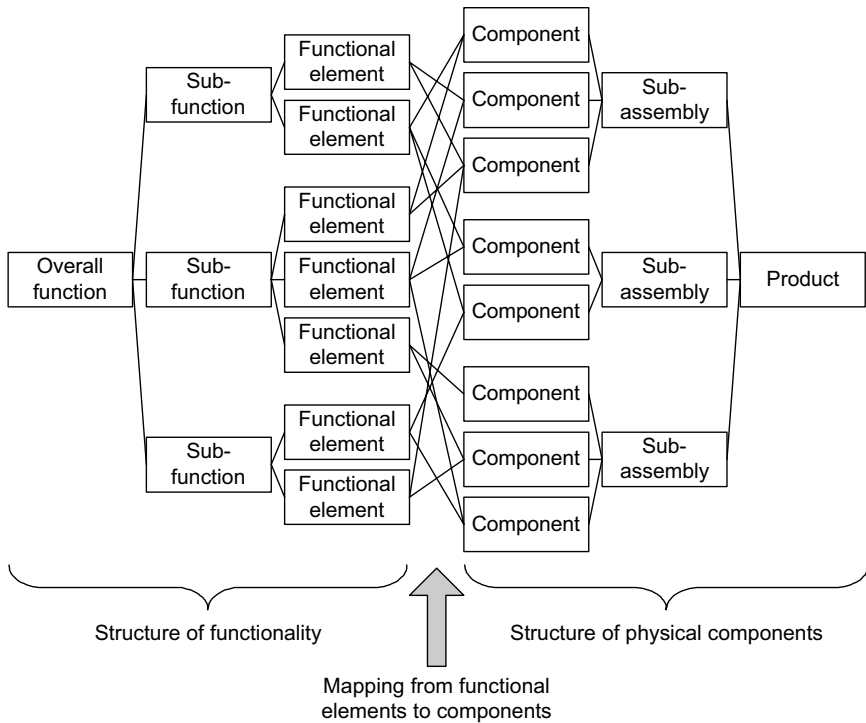 Overall
function
Sub-
function
Sub-
function
Sub-
function
Functional
element
Functional
element
Functional
element
Functional
element
Functional
element
Functional
element
Functional
element
Component
Component
Component
Component
Component
Component
Component
Component
Sub-
assembly
Sub-
assembly
Sub-
assembly
Product
Structure of functionality
Structure of physical components
Mapping from functional
elements to components